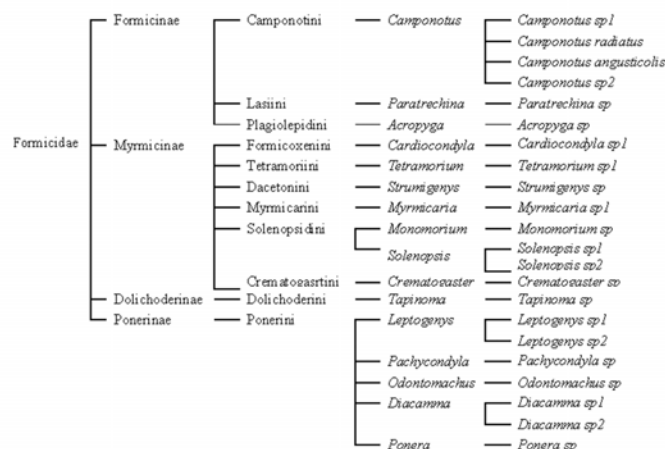 Formicinae Camponotini Camponotus Camponotus sp1
Camponotus radiatus
Camponotus angusticolis
Camponotus sp2
Lasiini Paratrechina Paratrechina sp
Plagiolepidini Acropyga Acropyga sp
Formicidae Myrmicinae Formicoxenini Cardiocondyla Cardiocondyla sp1
Tetramoriini Tetramorium Tetramorium sp1
Dacetonini Strumigenys Strumigenys sp
Myrmicarini Myrmicaria Myrmicaria sp1
Solenopsidini Monomorium Monomorium sp
Solenopsis Solenopsis sp1
Solenopsis sp2
Crematogasrtini Crematogaster Crematogaster sp
Dolichoderinae Dolichoderini Tapinoma Tapinoma sp
Ponerinae Ponerini Leptogenys Leptogenys sp1
Leptogenys sp2
Pachycondyla Pachycondyla sp
Odontomachus Odontomachus sp
Diacamma Diacamma sp1
Diacamma sp2
Ponera Ponera sp